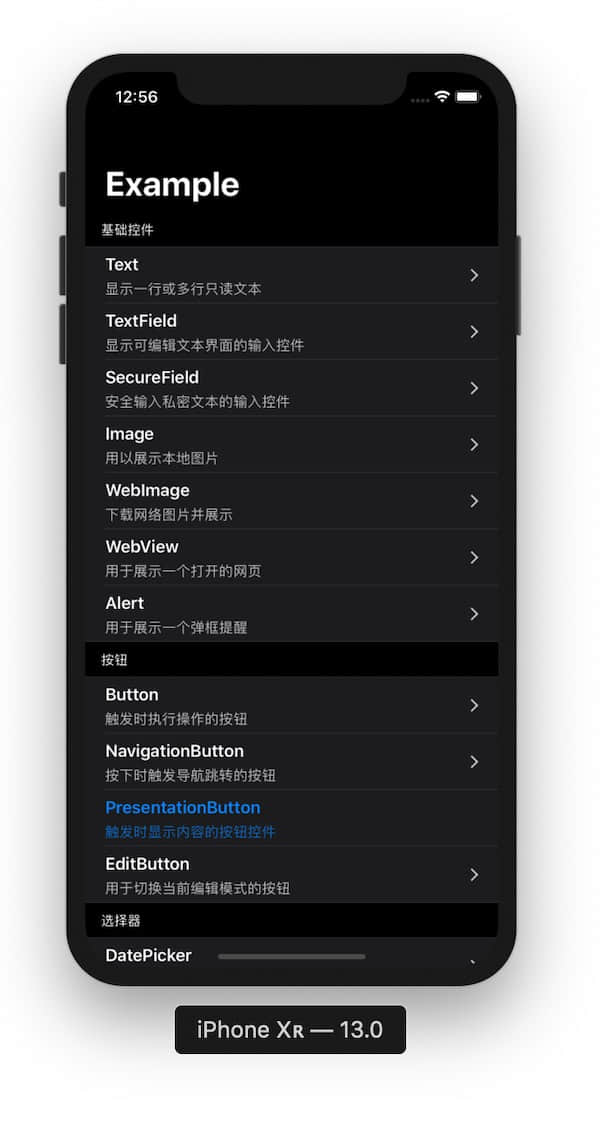 12:56
Example
基础控件
Text
显示一行或多行只读文本
TextField
显示可编辑文本界面的输入控件
SecureField
安全输入私密文本的输入控件
Image
用以展示本地图片
WebImage
下载网络图片并展示
WebView
用于展示一个打开的网页
Alert
用于展示一个弹框提醒
按钮
Button
触发时执行操作的按钮
NavigationButton
按下时触发导航跳转的按钮
PresentationButton
触发时显示内容的按钮控件
EditButton
用于切换当前编辑模式的按钮
选择器
DatePicker
iPhone Xʀ — 13.0